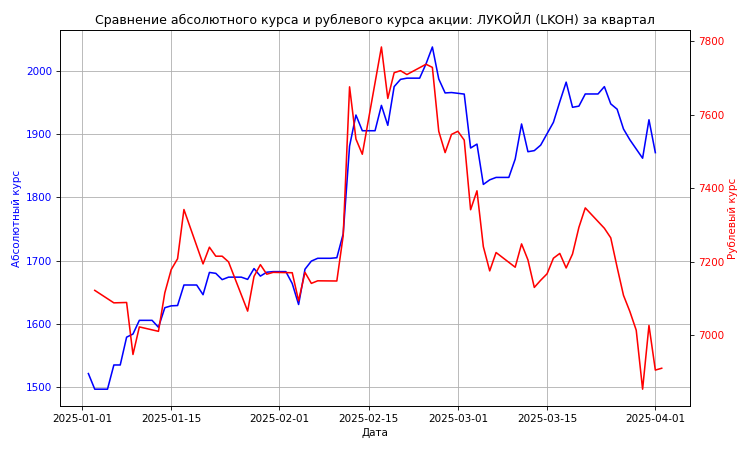 Сравнение абсолютного курса и рублевого курса акции: ЛУКОЙЛ (LKOH) за квартал
Абсолютный курс
2000
1900
1800
1700
1600
1500
7800
7600
7400
7200
7000
Рублевый курс
2025-01-01 2025-01-15 2025-02-01 2025-02-15 2025-03-01 2025-03-15 2025-04-01
Дата